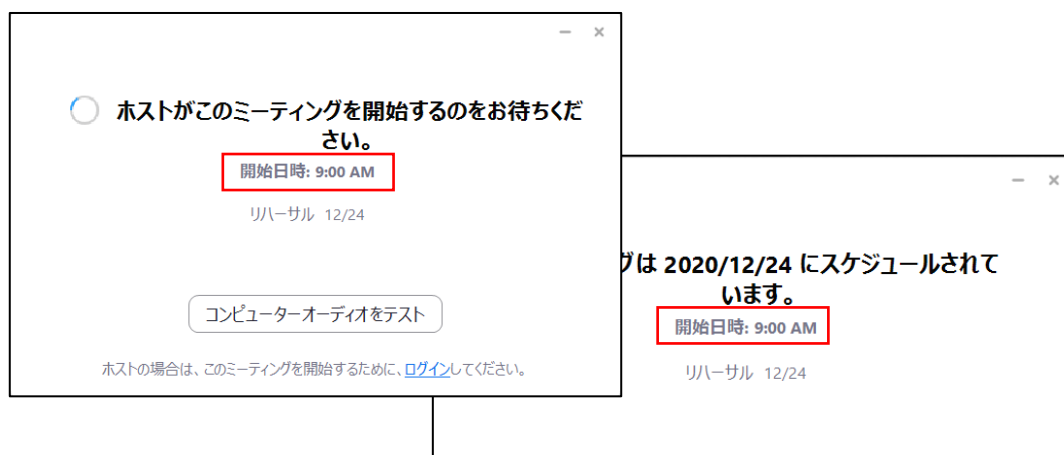 ホストがこのミーティングを開始するのをお待ちくだ
さい。
開始日時: 9:00 AM
リハーサル 12/24
コンピューターオーディオをテスト
ホストの場合は、このミーティングを開始するために、ログインしてください。
グは 2020/12/24 にスケジュールされて
います。
開始日時: 9:00 AM
リハーサル 12/24